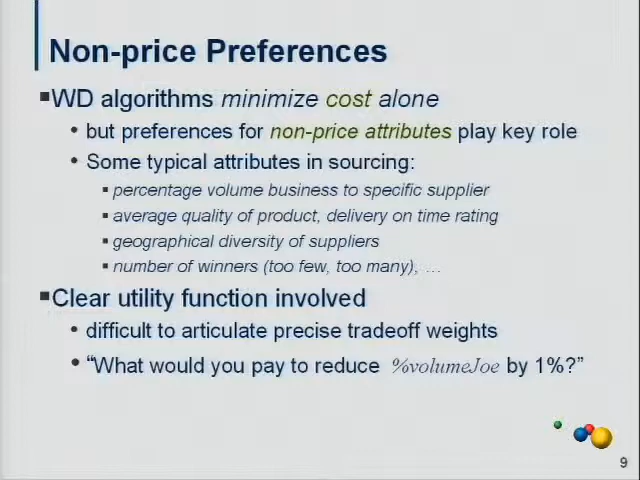 Non-price Preferences
▪WD algorithms minimize cost alone
• but preferences for non-price attributes play key role
• Some typical attributes in sourcing:
▪ percentage volume business to specific supplier
▪ average quality of product, delivery on time rating
▪ geographical diversity of suppliers
▪ number of winners (too few, too many), …
▪Clear utility function involved
• difficult to articulate precise tradeoff weights
• “What would you pay to reduce %volumeJoe by 1%?”
9